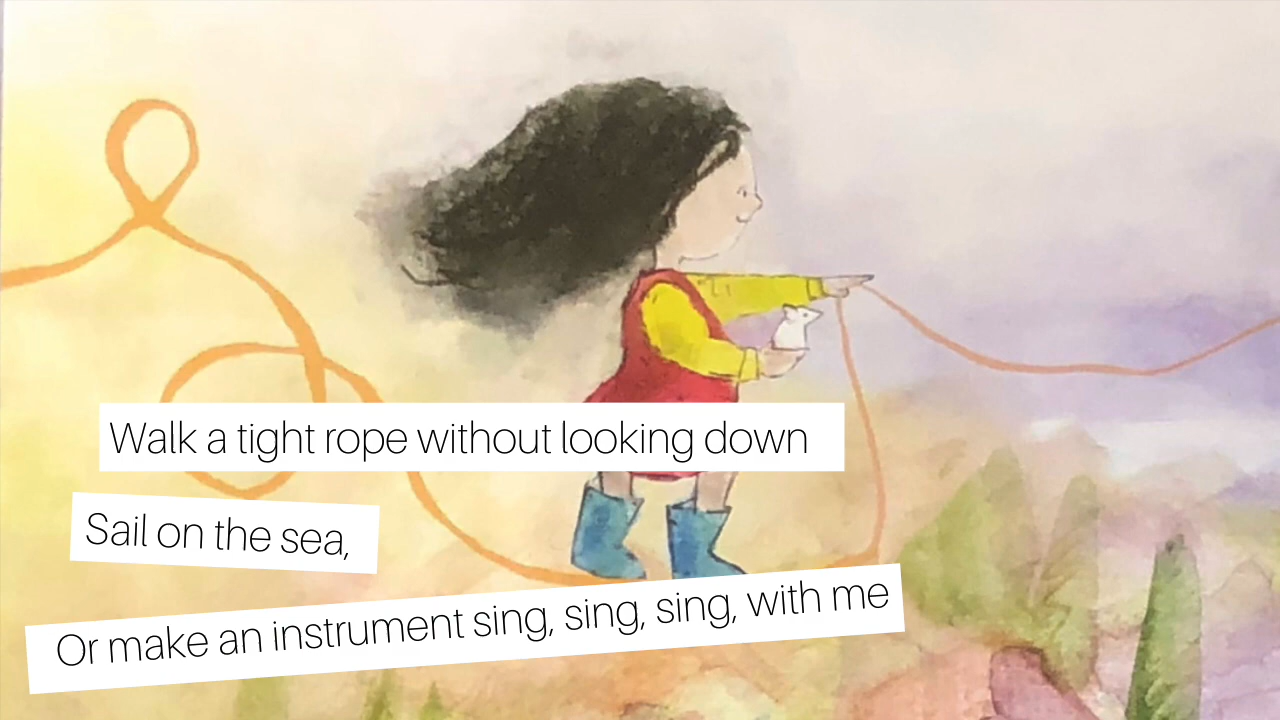 Walk a tight rope without looking down
Sail on the sea,
Or make an instrument sing, sing, sing, with me